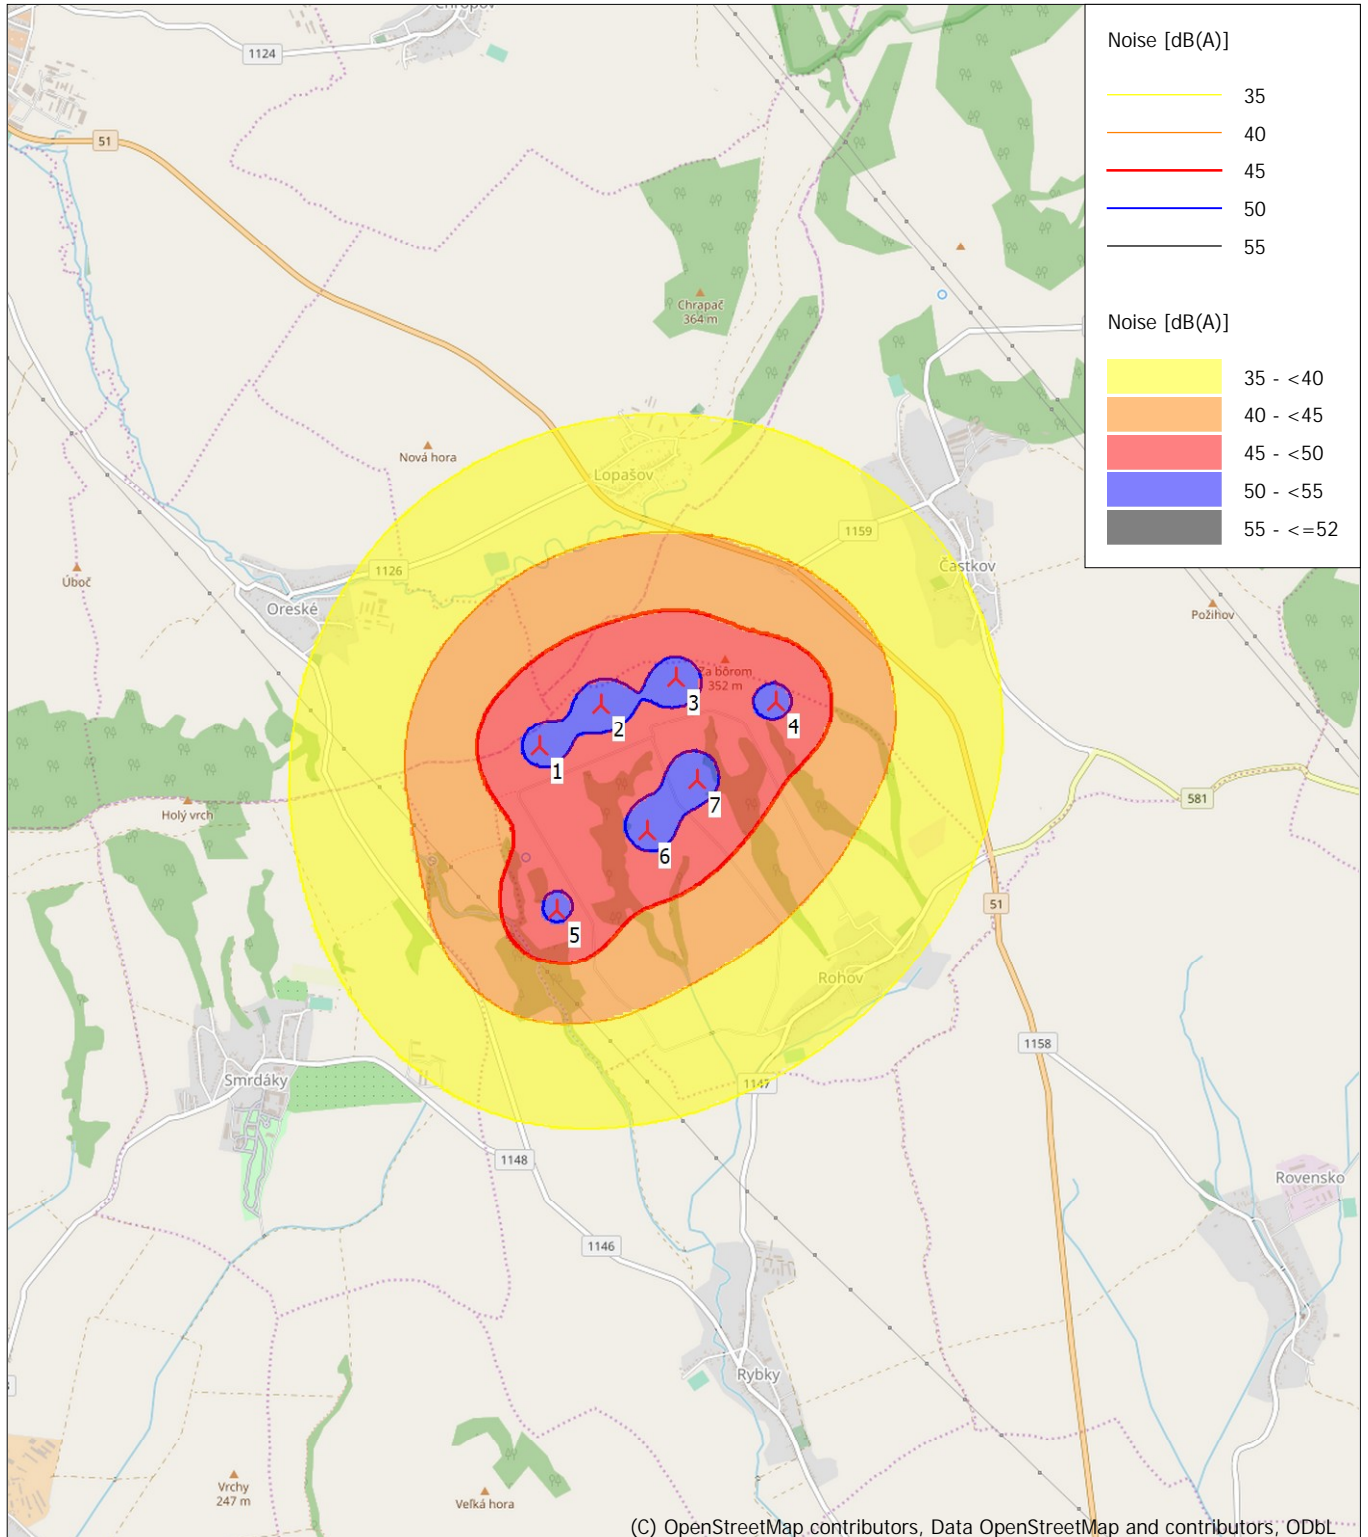 Chropov
1124
51
Noise [dB(A)]
35
40
45
50
55
Noise [dB(A)]
35 - <40
40 - <45
45 - <50
50 - <55
55 - <=52
Chrapač
364 m
Nová hora
Lopašov
1159
1126
Častkov
Úboč
Oreské
Požihov
Za bôrom
352 m
3
4
2
1
7
581
Holý vrch
6
51
5
Rohov
1158
Smrdáky
1147
1148
Rovensko
1146
Rybky
Vrchy
247 m
Veľká hora
(C) OpenStreetMap contributors, Data OpenStreetMap and contributors, ODbL